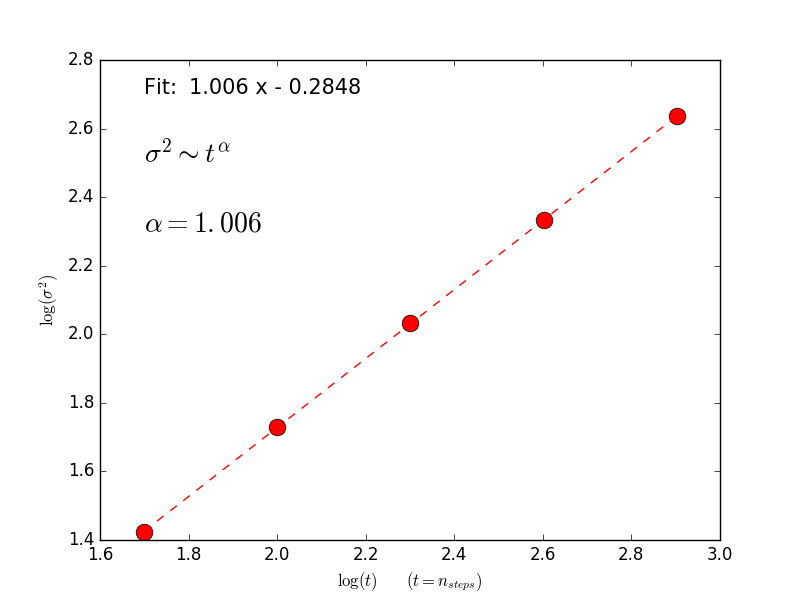 2.8
Fit: 1.006 x - 0.2848
2.6
σ² ∼ t^α
2.4
α = 1.006
2.2
log(σ²)
2.0
1.8
1.6
1.4
1.6 1.8 2.0 2.2 2.4 2.6 2.8 3.0
log(t) (t = n_steps)